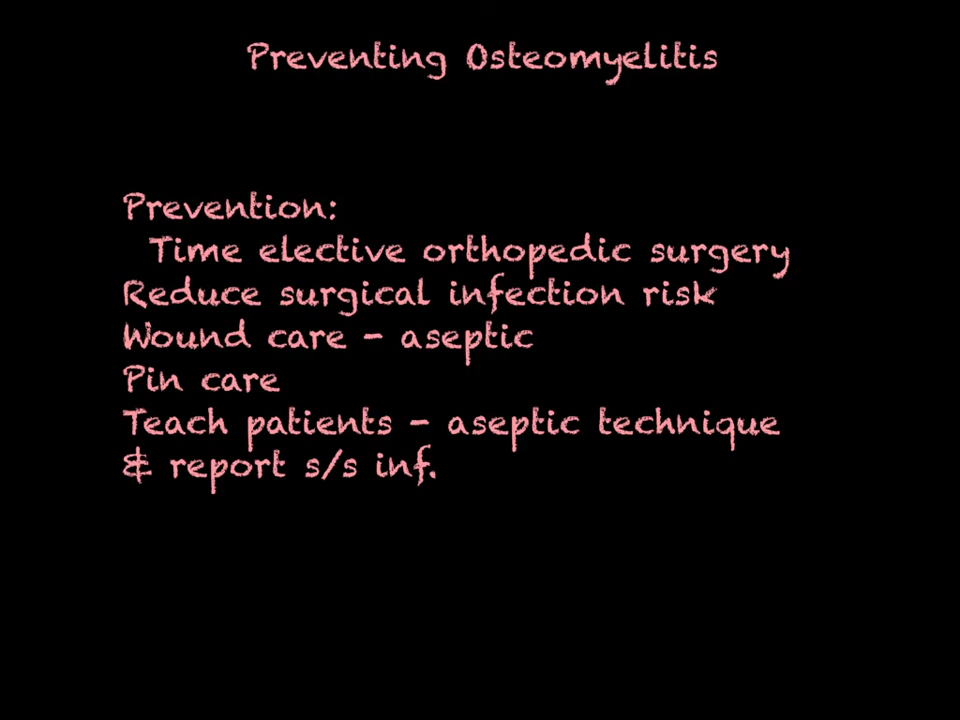 Preventing Osteomyelitis
Prevention:
Time elective orthopedic surgery
Reduce surgical infection risk
Wound care - aseptic
Pin care
Teach patients - aseptic technique
& report s/s inf.